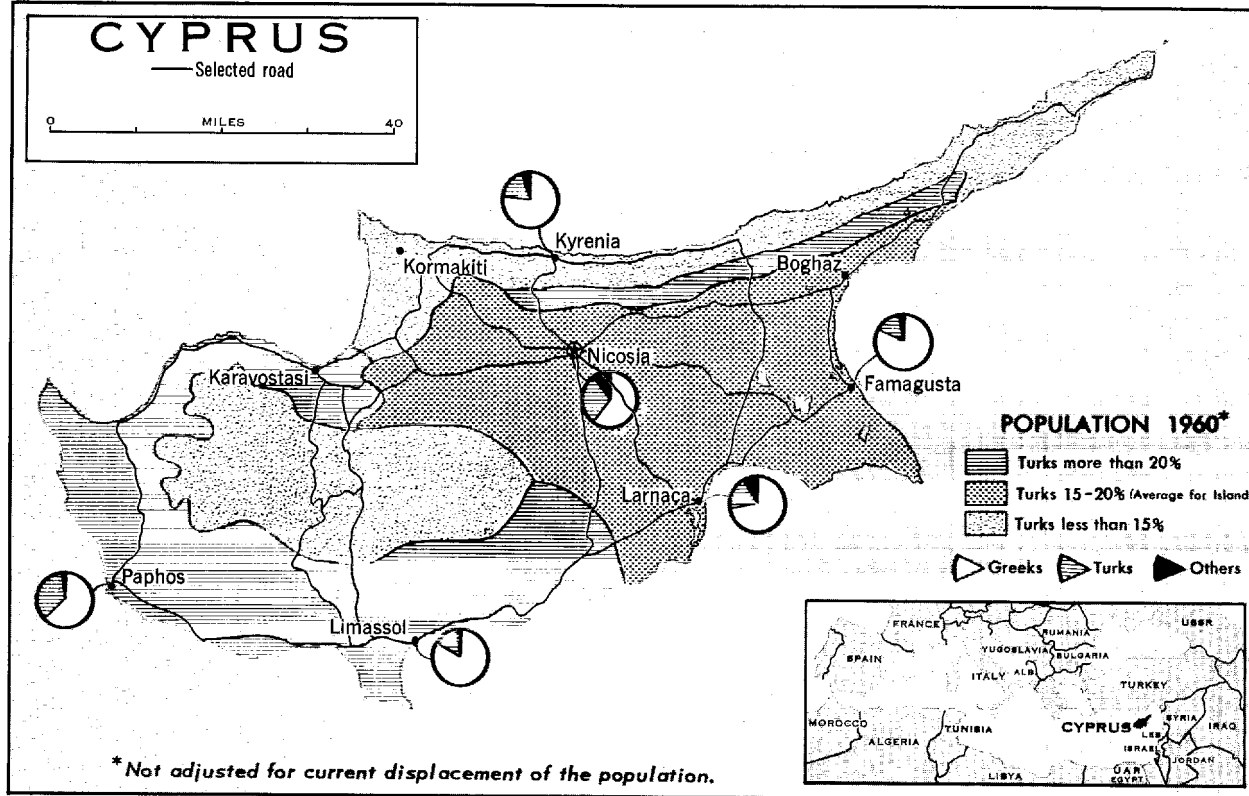 CYPRUS
Selected road
0 MILES 40
Kyrenia
Kormakiti
Boghaz
Nicosia
Karavostasi
Famagusta
Larnaca
Paphos
Limassol
POPULATION 1960*
Turks more than 20%
Turks 15-20% (Average for Island
Turks less than 15%
Greeks Turks Others
FRANCE
RUMANIA
USSR
YUGOSLAVIA
BULGARIA
SPAIN
ITALY
ALB.
TURKEY
MOROCCO
ALGERIA
TUNISIA
CYPRUS
SYRIA
IRAQ
LEB.
ISRAEL
JORDAN
LIBYA
UAR
EGYPT
*Not adjusted for current displacement of the population.